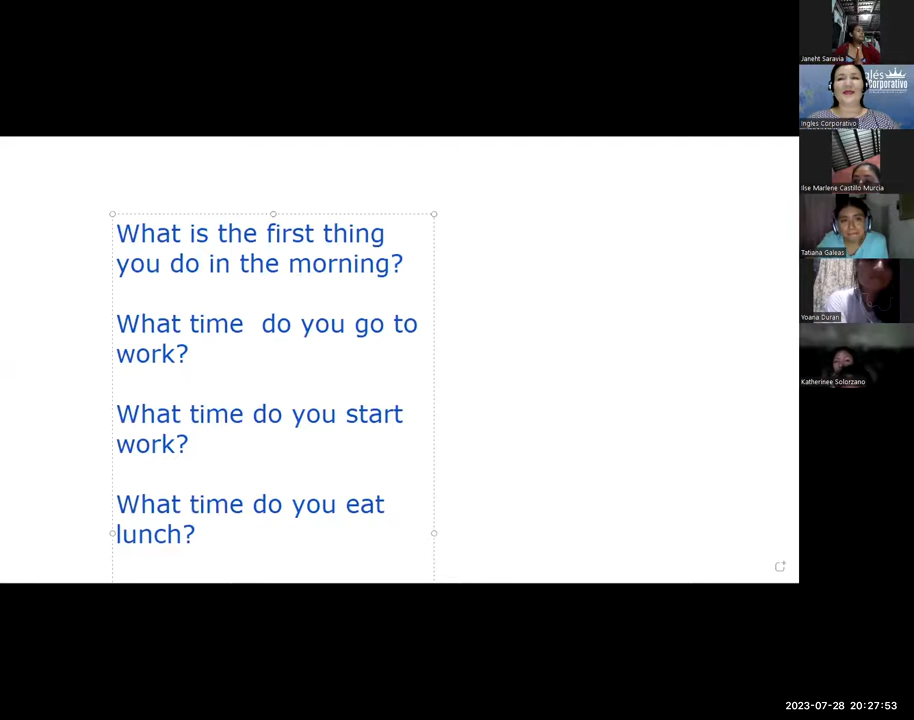 What is the first thing
you do in the morning?
What time  do you go to
work?
What time do you start
work?
What time do you eat
lunch?
Janeht Saravia
glés
Corporativo
Ingles Corporativo
Ilse Marlene Castillo Murcia
Tatiana Galeas
Yoana Duran
Katherinee Solorzano
2023-07-28 20:27:53